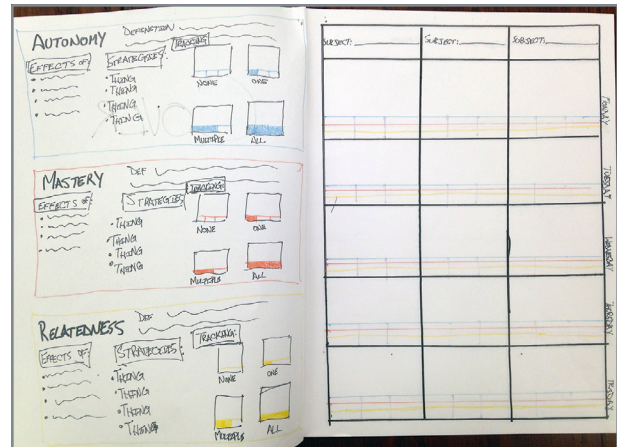 AUTONOMY
DEFINITION
TRACKING
EFFECTS OF:
STRATEGIES:
• THING
• THING
• THING
• THING
NONE
ONE
MULTIPLE
ALL
MASTERY
DEF
TRACKING
EFFECTS OF:
STRATEGIES
• THING
• THING
• THING
• THING
NONE
ONE
MULTIPLE
ALL
RELATEDNESS
DEF
TRACKING:
EFFECTS OF:
STRATEGIES:
• THING
• THING
• THING
• THING
NONE
ONE
MULTIPLE
ALL
SUBJECT:
SUBJECT:
SUBJECT:
TUESDAY
WEDNESDAY
THURSDAY